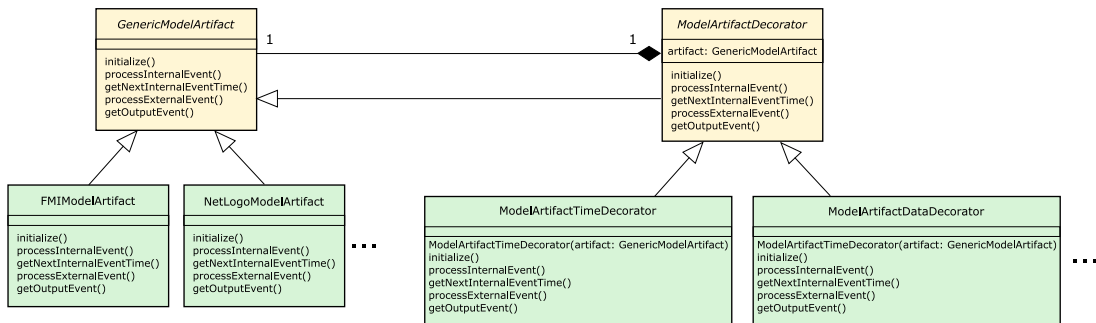 GenericModelArtifact
initialize()
processInternalEvent()
getNextInternalEventTime()
processExternalEvent()
getOutputEvent()
1
1
ModelArtifactDecorator
artifact: GenericModelArtifact
initialize()
processInternalEvent()
getNextInternalEventTime()
processExternalEvent()
getOutputEvent()
FMIModelArtifact
initialize()
processInternalEvent()
getNextInternalEventTime()
processExternalEvent()
getOutputEvent()
NetLogoModelArtifact
initialize()
processInternalEvent()
getNextInternalEventTime()
processExternalEvent()
getOutputEvent()
...
ModelArtifactTimeDecorator
ModelArtifactTimeDecorator(artifact: GenericModelArtifact)
initialize()
processInternalEvent()
getNextInternalEventTime()
processExternalEvent()
getOutputEvent()
ModelArtifactDataDecorator
ModelArtifactTimeDecorator(artifact: GenericModelArtifact)
initialize()
processInternalEvent()
getNextInternalEventTime()
processExternalEvent()
getOutputEvent()
...